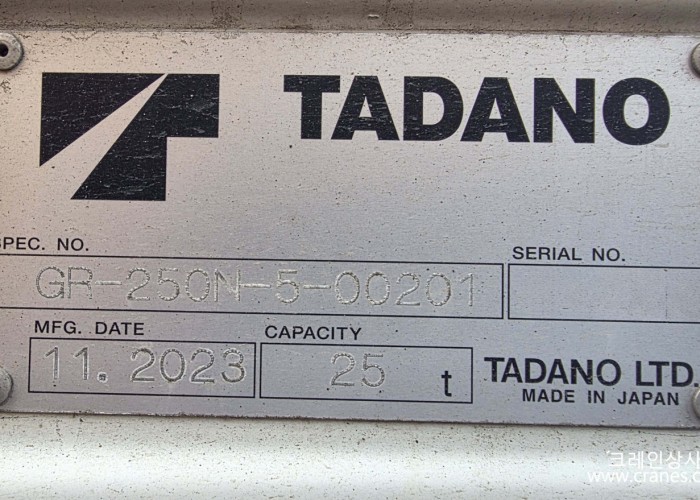 TADANO
SPEC. NO.
SERIAL NO.
GR-250N-5-00201
MFG. DATE
CAPACITY
11. 2023
25 t
TADANO LTD.
MADE IN JAPAN
크레인상사
www.cranes.